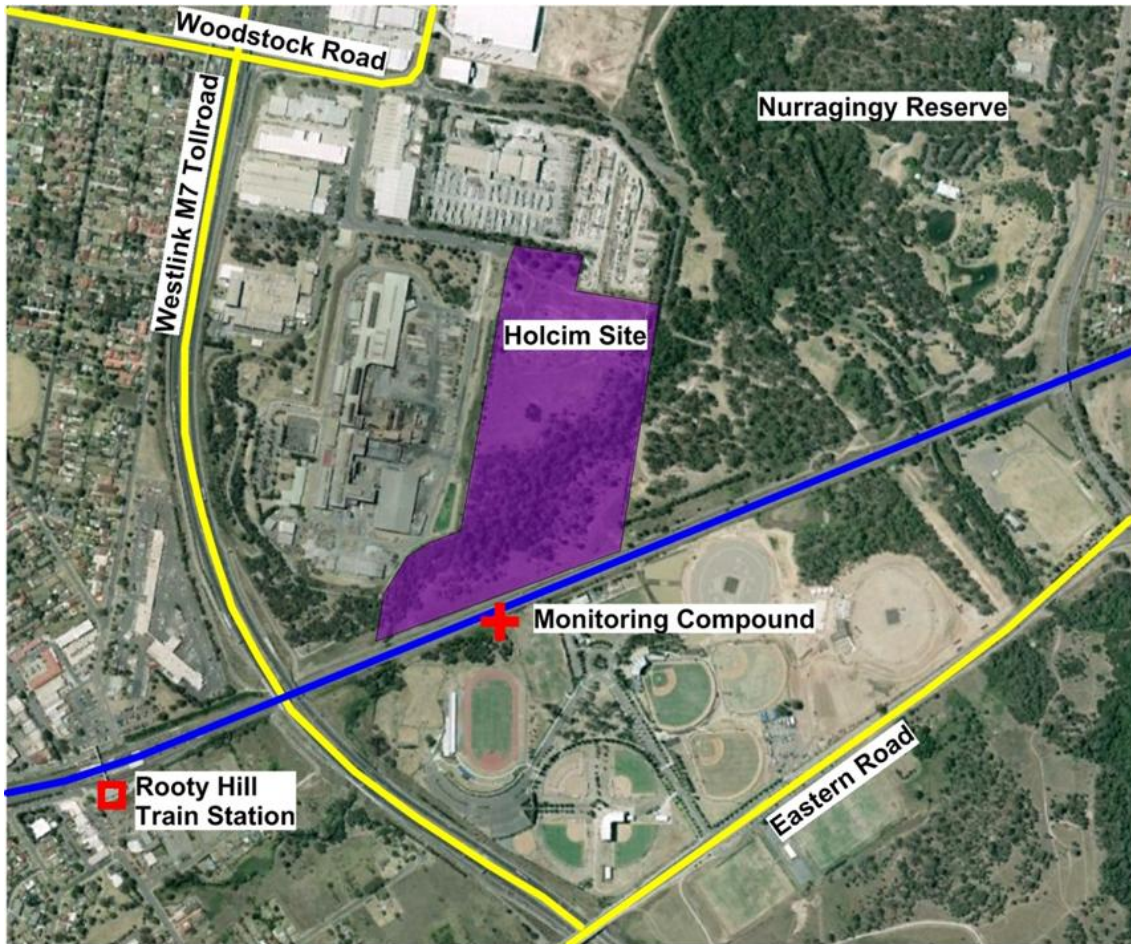 Woodstock Road
Nurragingy Reserve
Westlink M7 Tollroad
Holcim Site
Monitoring Compound
Eastern Road
Rooty Hill
Train Station